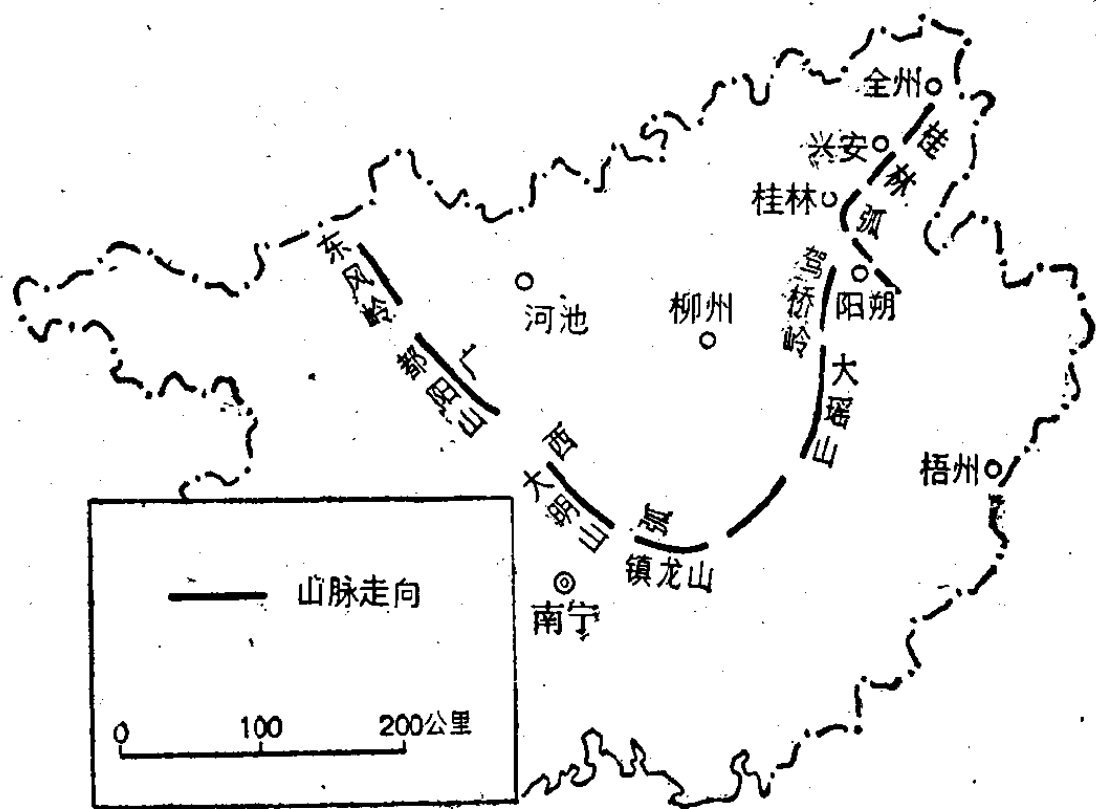 全州
兴安
桂林
桂林弧
东风岭
河池
柳州
驾桥岭
阳朔
都阳山
广西弧
大瑶山
梧州
大明山
镇龙山
南宁
山脉走向
0 100 200公里